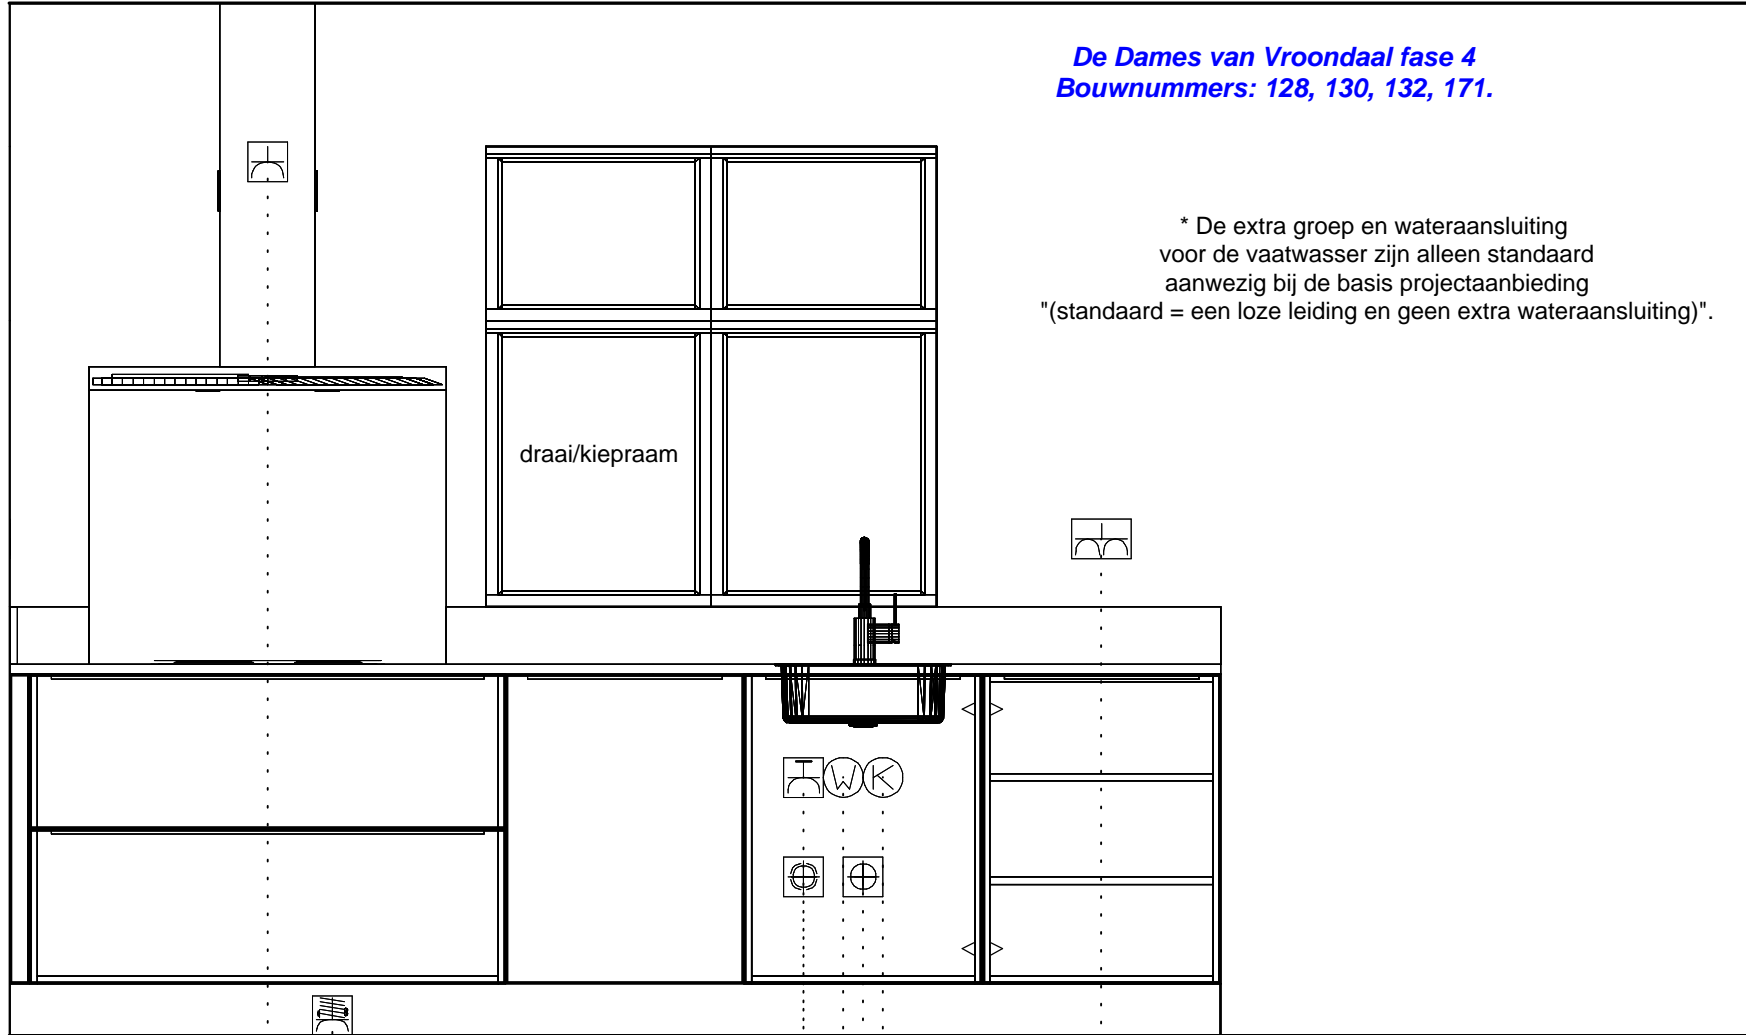 De Dames van Vroondaal fase 4
Bouwnummers: 128, 130, 132, 171.
* De extra groep en wateraansluiting
voor de vaatwasser zijn alleen standaard
aanwezig bij de basis projectaanbieding
"(standaard = een loze leiding en geen extra wateraansluiting)".
draai/kiepraam
W K